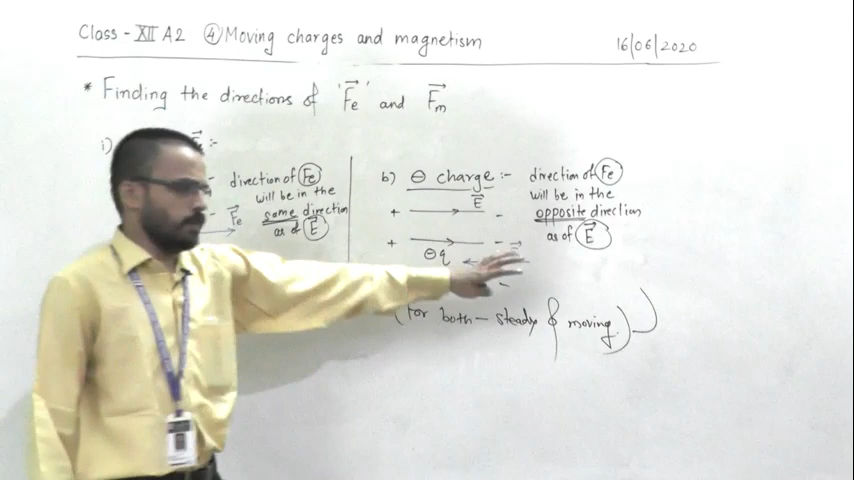 Class - XII A2 ④ Moving charges and magnetism
16/06/2020
* Finding the directions of 'F⃗e' and F⃗m
i)
:-
direction of Fe
will be in the
same direction
as of E⃗
F⃗e
b) ⊖ charge :-
direction of Fe
will be in the
opposite direction
as of E⃗
E⃗
+ -
+ -
⊖q
-
(for both - steady & moving)